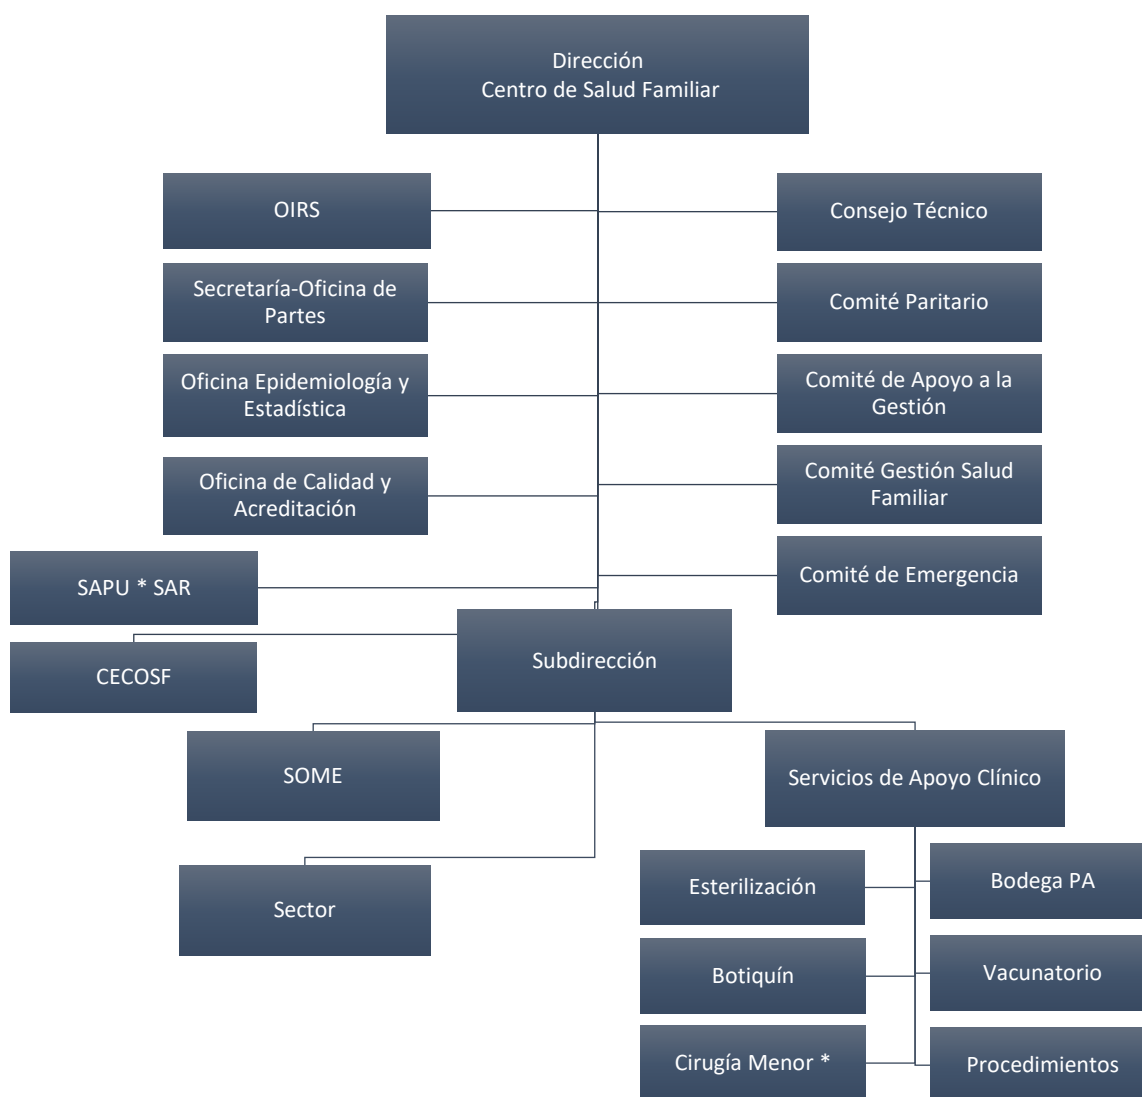 Dirección
Centro de Salud Familiar
OIRS
Consejo Técnico
Secretaría-Oficina de
Partes
Comité Paritario
Oficina Epidemiología y
Estadística
Comité de Apoyo a la
Gestión
Oficina de Calidad y
Acreditación
Comité Gestión Salud
Familiar
SAPU * SAR
Comité de Emergencia
CECOSF
Subdirección
SOME
Servicios de Apoyo Clínico
Sector
Esterilización
Bodega PA
Botiquín
Vacunatorio
Cirugía Menor *
Procedimientos